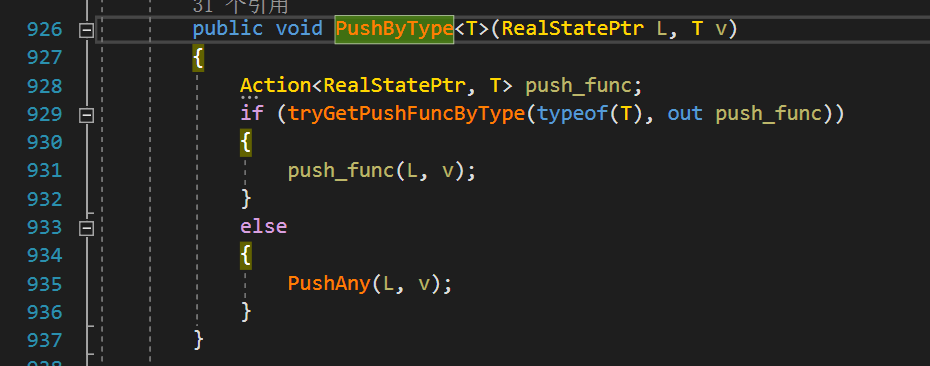 31 个引用
926 public void PushByType<T>(RealStatePtr L, T v)
927 {
928 Action<RealStatePtr, T> push_func;
929 if (tryGetPushFuncByType(typeof(T), out push_func))
930 {
931 push_func(L, v);
932 }
933 else
934 {
935 PushAny(L, v);
936 }
937 }
938